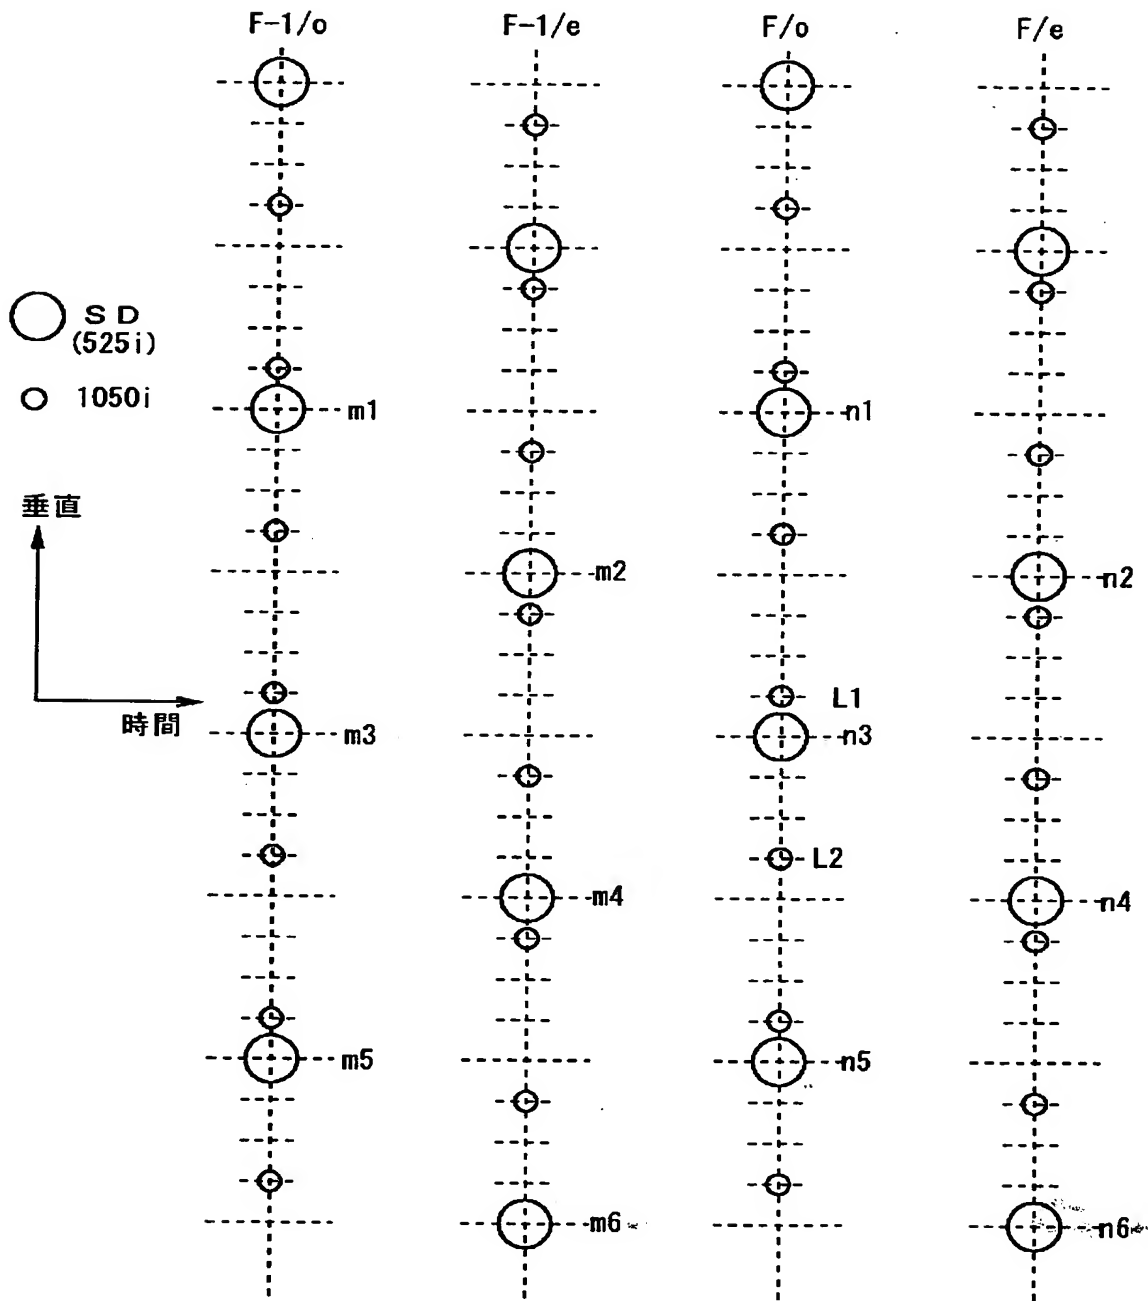 F-1/o F-1/e F/o F/e
SD
(525i)
1050i
m1 n1
垂直
m2 n2
L1
時間
m3 n3
L2
m4 n4
m5 n5
m6 n6